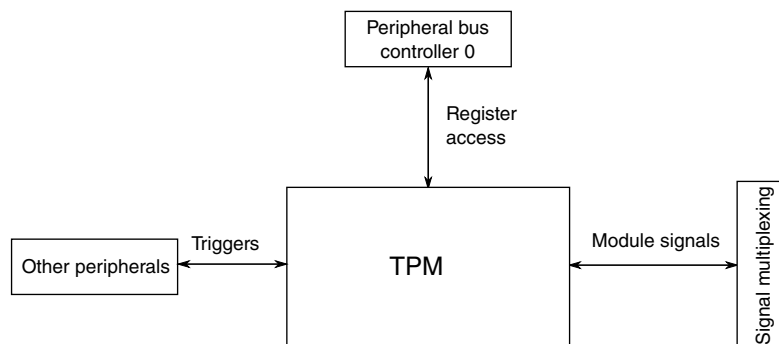 Peripheral bus
controller 0
Register
access
Triggers
Other peripherals
TPM
Module signals
Signal multiplexing